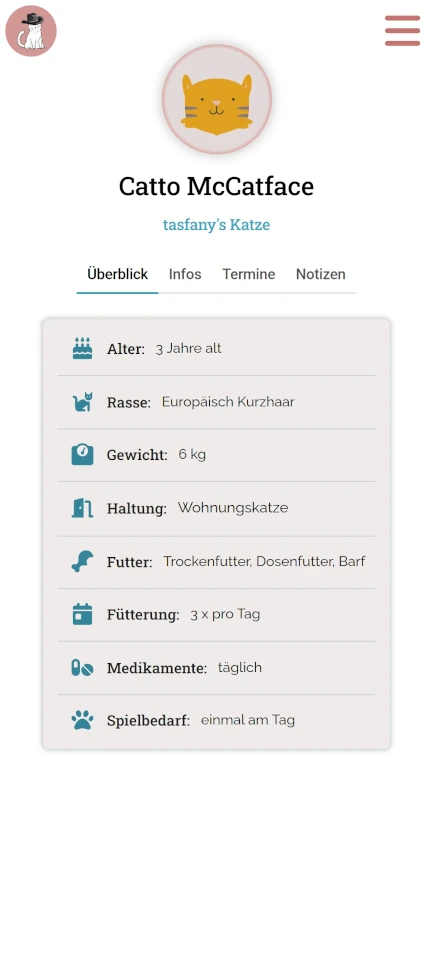 Catto McCatface
tasfany's Katze
Überblick Infos Termine Notizen
Alter: 3 Jahre alt
Rasse: Europäisch Kurzhaar
Gewicht: 6 kg
Haltung: Wohnungskatze
Futter: Trockenfutter, Dosenfutter, Barf
Fütterung: 3 x pro Tag
Medikamente: täglich
Spielbedarf: einmal am Tag